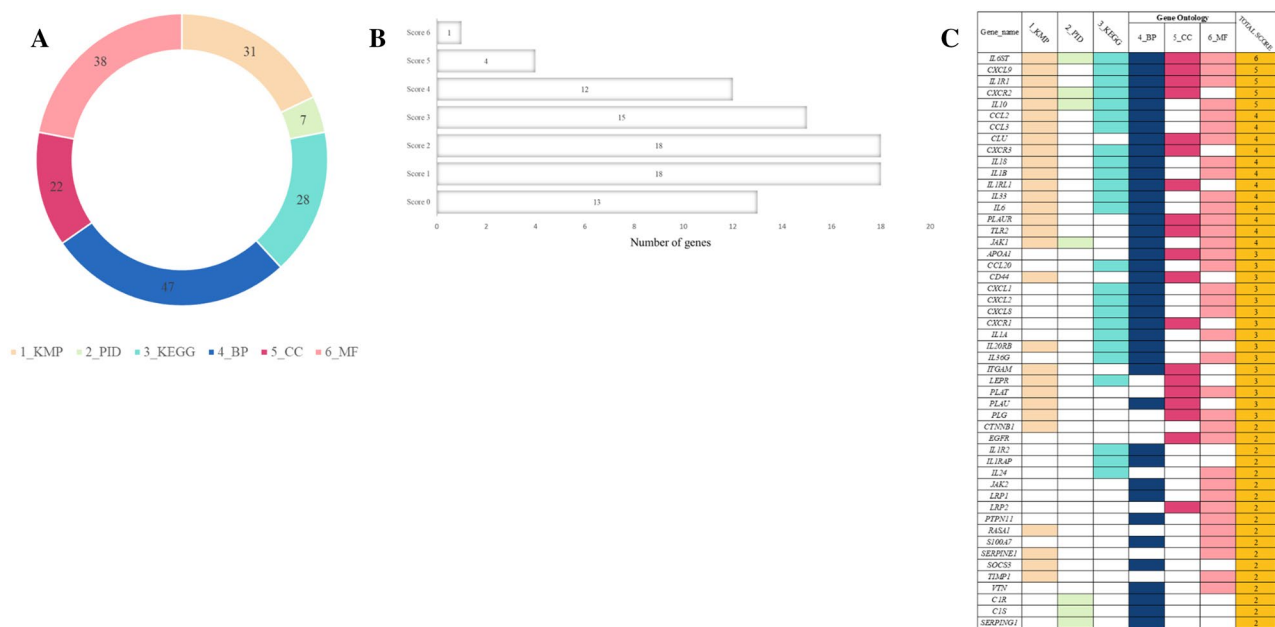 A
31
38
7
28
22
47
1_KMP 2_PID 3_KEGG 4_BP 5_CC 6_MF
B
Score 6 1
Score 5 4
Score 4 12
Score 3 15
Score 2 18
Score 1 18
Score 0 13
0 2 4 6 8 10 12 14 16 18 20
Number of genes
C
Gene Ontology
Gene_name 1_KMP 2_PID 3_KEGG 4_BP 5_CC 6_MF TOTAL SCORE
IL6ST 6
CXCL9 5
IL1R1 5
CXCR2 5
IL10 5
CCL2 4
CCL3 4
CLU 4
CXCR3 4
IL18 4
IL1B 4
IL1RL1 4
IL33 4
IL6 4
PLAUR 4
TLR2 4
JAK1 4
APOA1 3
CCL20 3
CD44 3
CXCL1 3
CXCL2 3
CXCL8 3
CXCR1 3
IL1A 3
IL20RB 3
IL36G 3
ITGAM 3
LEPR 3
PLAT 3
PLAU 3
PLG 3
CTNNB1 2
EGFR 2
IL1R2 2
IL1RAP 2
IL24 2
JAK2 2
LRP1 2
LRP2 2
PTPN11 2
RASA1 2
S100A7 2
SERPINE1 2
SOCS3 2
TIMP1 2
VTN 2
C1R 2
C1S 2
SERPING1 2